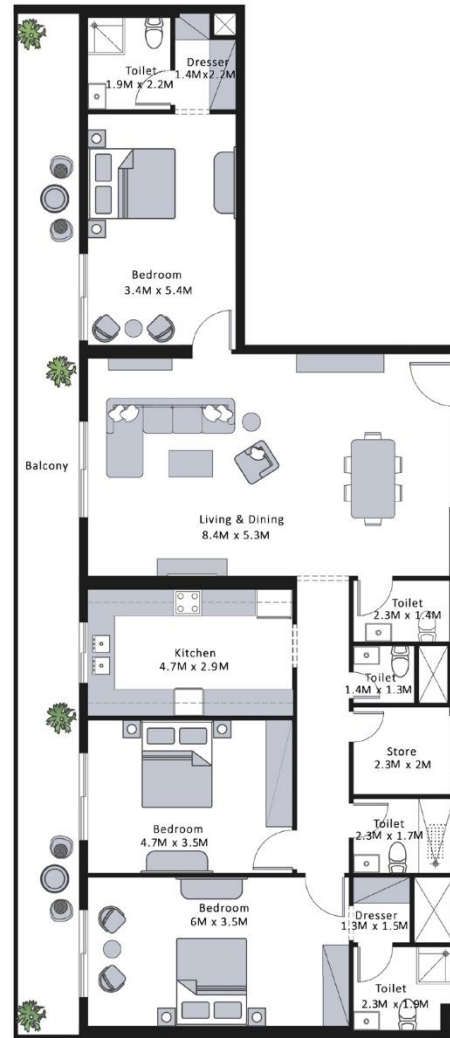 Toilet
1.9M x 2.2M
Dresser
1.4Mx2.2M
Bedroom
3.4M x 5.4M
Balcony
Living & Dining
8.4M x 5.3M
Toilet
2.3M x 1.4M
Kitchen
4.7M x 2.9M
Toilet
1.4M x 1.3M
Store
2.3M x 2M
Bedroom
4.7M x 3.5M
Toilet
2.3M x 1.7M
Bedroom
6M x 3.5M
Dresser
1.3M x 1.5M
Toilet
2.3M x 1.9M